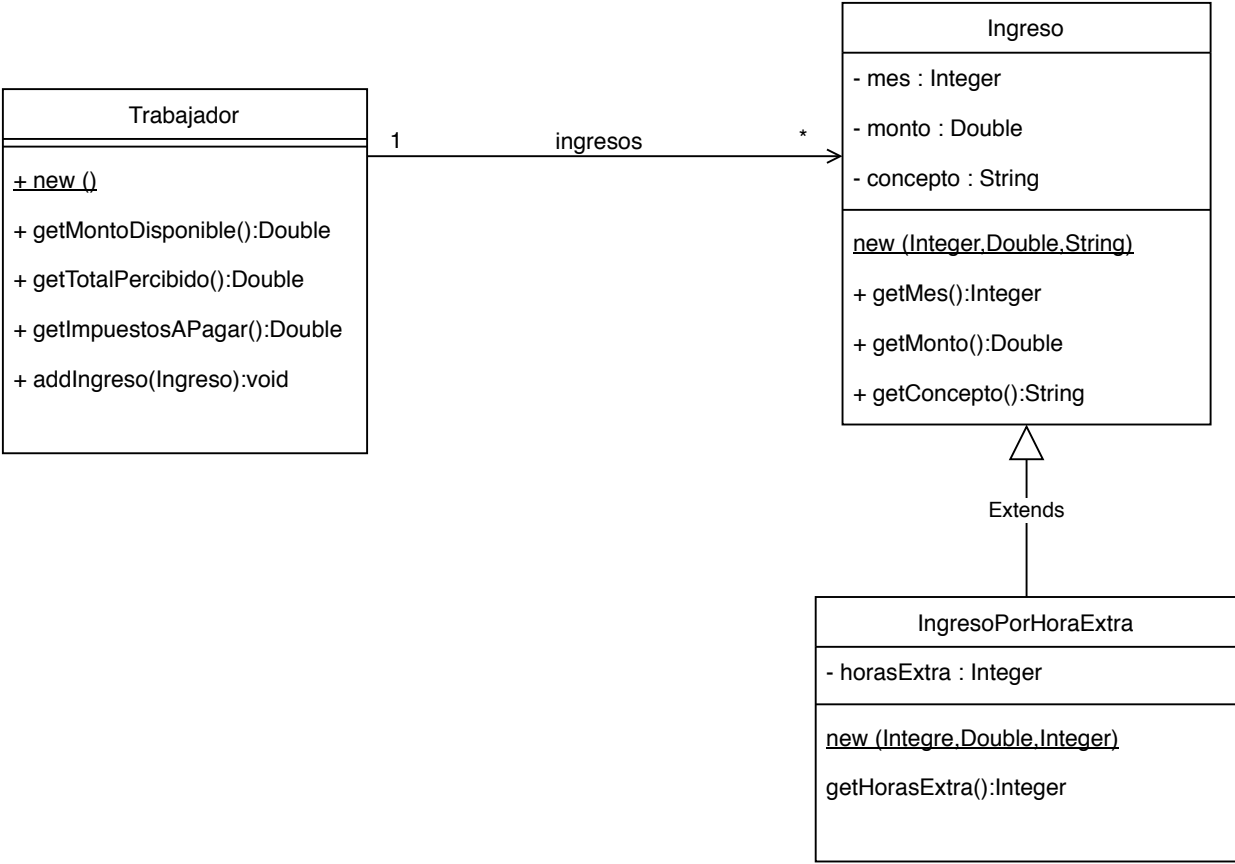 Trabajador
+ new ()
+ getMontoDisponible():Double
+ getTotalPercibido():Double
+ getImpuestosAPagar():Double
+ addIngreso(Ingreso):void
1
ingresos
*
Ingreso
- mes : Integer
- monto : Double
- concepto : String
new (Integer,Double,String)
+ getMes():Integer
+ getMonto():Double
+ getConcepto():String
Extends
IngresoPorHoraExtra
- horasExtra : Integer
new (Integre,Double,Integer)
getHorasExtra():Integer